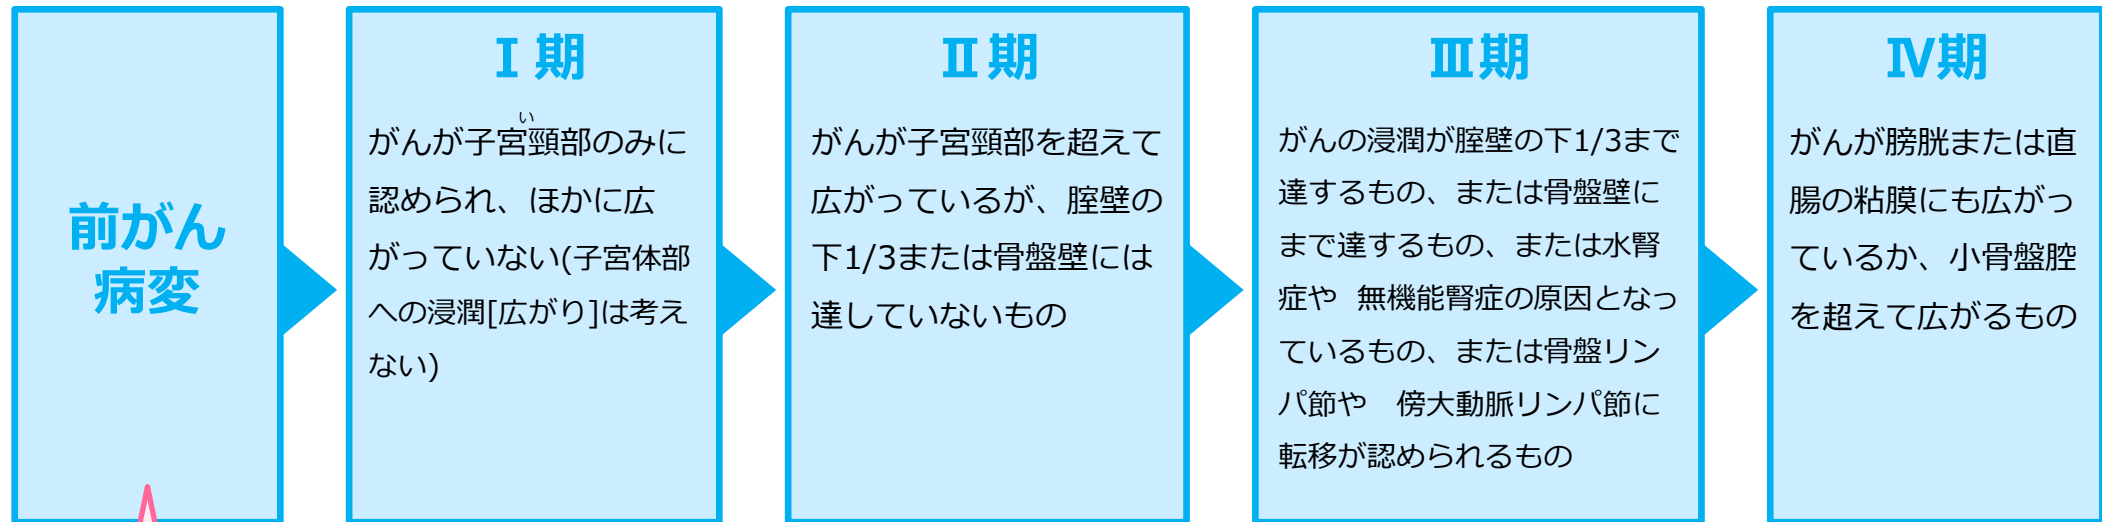 前がん
病変
Ⅰ期
い
がんが子宮頸部のみに
認められ、ほかに広
がっていない(子宮体部
への浸潤[広がり]は考え
ない)
Ⅱ期
がんが子宮頸部を超えて
広がっているが、腟壁の
下1/3または骨盤壁には
達していないもの
Ⅲ期
がんの浸潤が腟壁の下1/3まで
達するもの、または骨盤壁に
まで達するもの、または水腎
症や 無機能腎症の原因となっ
ているもの、または骨盤リン
パ節や 傍大動脈リンパ節に
転移が認められるもの
Ⅳ期
がんが膀胱または直
腸の粘膜にも広がっ
ているか、小骨盤腔
を超えて広がるもの